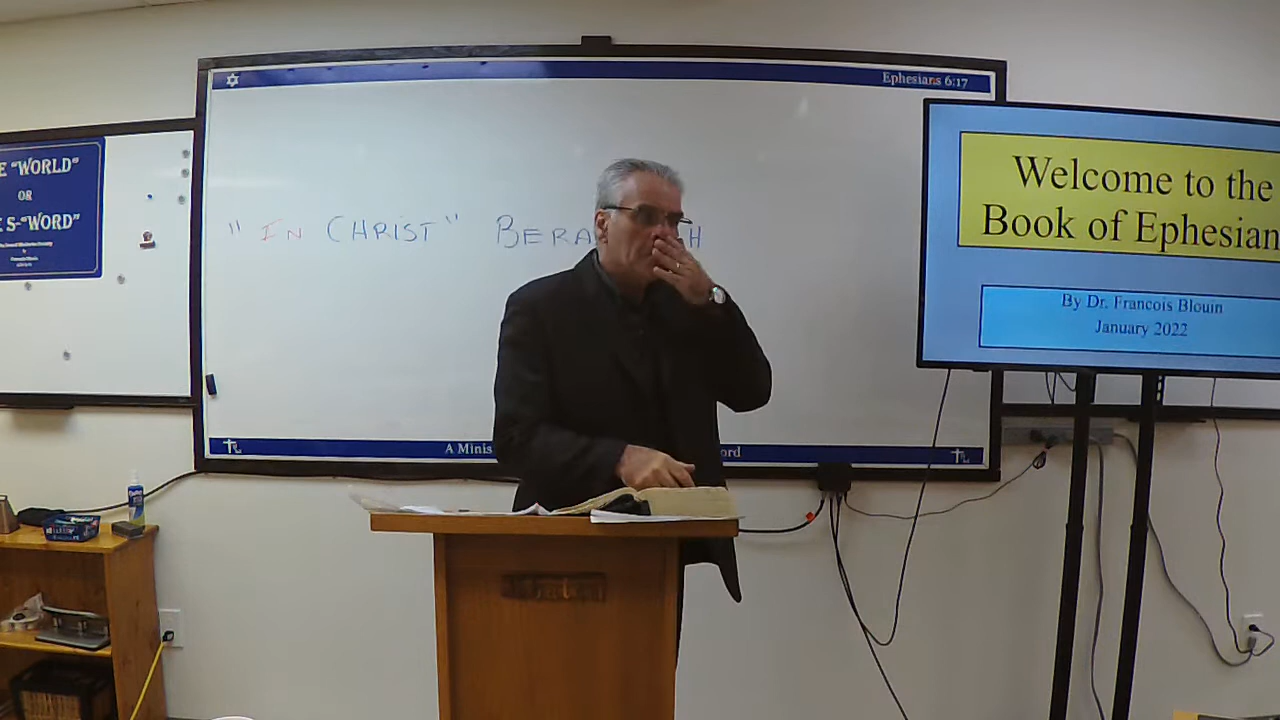 E "WORLD"
OR
E S-"WORD"
Ephesians 6:17
"IN CHRIST" BERA H
A Minis ord
Welcome to the
Book of Ephesian
By Dr. Francois Blouin
January 2022